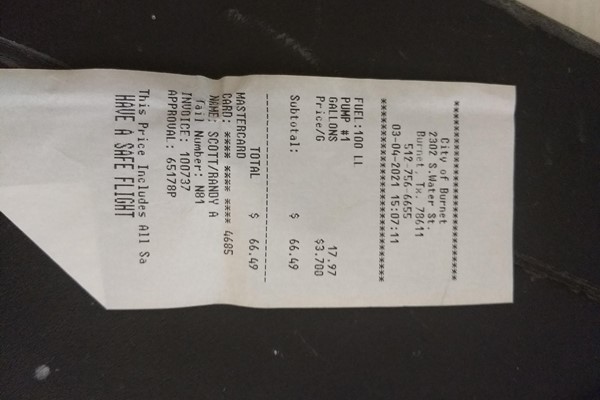 ****************************
City of Burnet
2302 S.Water St.
Burnet, Tx. 78611
512-756-6655
03-04-2021 15:07:11
****************************
FUEL:100 LL
PUMP #1
GALLONS 17.97
Price/G $3.700
Subtotal: $ 66.49
----------------------------
TOTAL $ 66.49
MASTERCARD
CARD: **** **** **** 4685
NAME: SCOTT/RANDY A
Tail Number: N81
INVOICE: 100737
APPROVAL: 65178P
This Price Includes All Sa
HAVE A SAFE FLIGHT